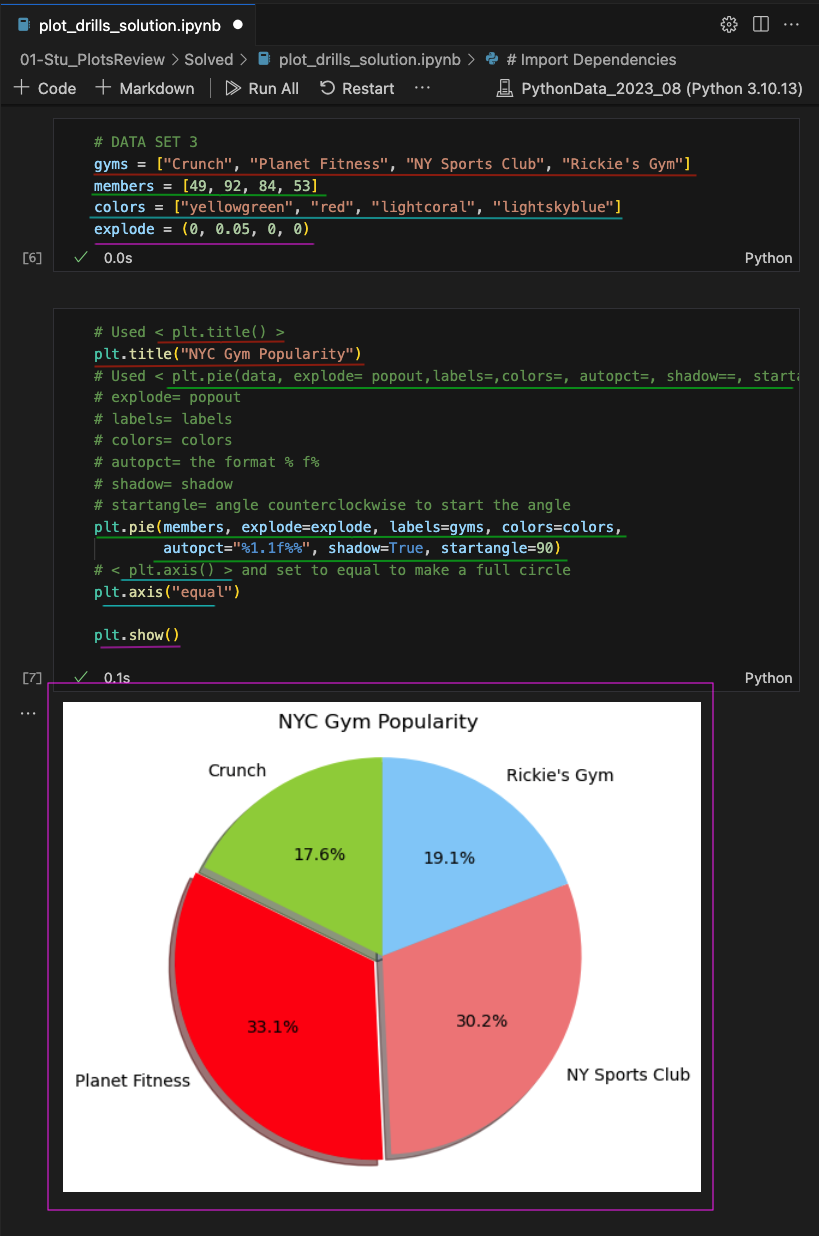 plot_drills_solution.ipynb
01-Stu_PlotsReview > Solved > plot_drills_solution.ipynb > # Import Dependencies
+ Code + Markdown Run All Restart ... PythonData_2023_08 (Python 3.10.13)
# DATA SET 3
gyms = ["Crunch", "Planet Fitness", "NY Sports Club", "Rickie's Gym"]
members = [49, 92, 84, 53]
colors = ["yellowgreen", "red", "lightcoral", "lightskyblue"]
explode = (0, 0.05, 0, 0)
[6] 0.0s Python
# Used < plt.title() >
plt.title("NYC Gym Popularity")
# Used < plt.pie(data, explode= popout,labels=,colors=, autopct=, shadow==, starta
# explode= popout
# labels= labels
# colors= colors
# autopct= the format % f%
# shadow= shadow
# startangle= angle counterclockwise to start the angle
plt.pie(members, explode=explode, labels=gyms, colors=colors,
autopct="%1.1f%%", shadow=True, startangle=90)
# < plt.axis() > and set to equal to make a full circle
plt.axis("equal")
plt.show()
[7] 0.1s Python
...
NYC Gym Popularity
Crunch
Rickie's Gym
17.6%
19.1%
33.1%
30.2%
Planet Fitness
NY Sports Club